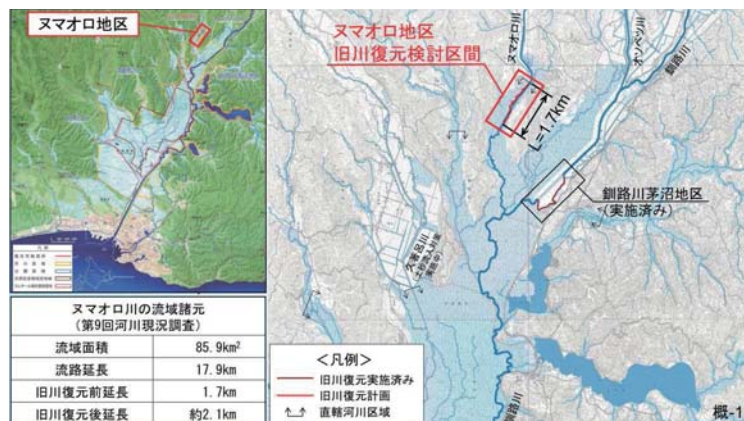 ヌマオロ地区
凡例
ヌマオロ川の流域諸元
(第9回河川現況調査)
流域面積 85.9km²
流路延長 17.9km
旧川復元前延長 1.7km
旧川復元後延長 約2.1km
ヌマオロ地区
旧川復元検討区間
ヌマオロ川
オソベツ川
釧路川
L=1.7km
釧路川茅沼地区
(実施済み)
久著呂川
釧路川
<凡例>
旧川復元実施済み
旧川復元計画
直轄河川区域
概-1